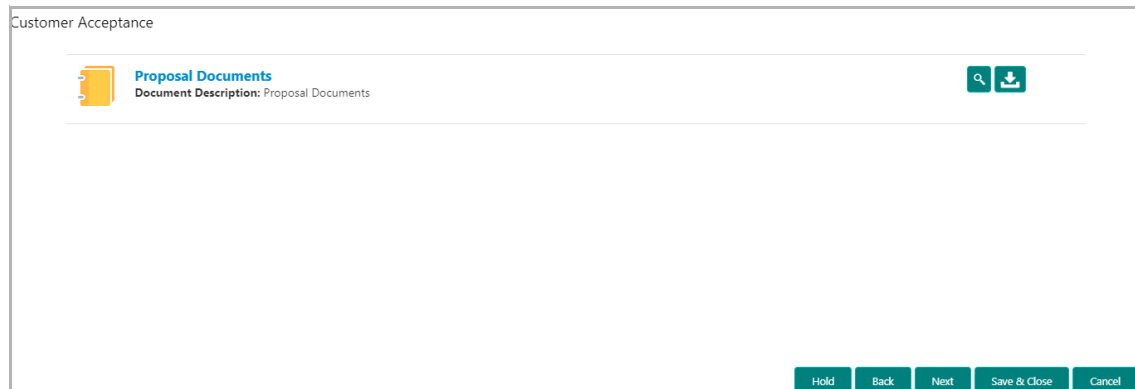 Customer Acceptance
Proposal Documents
Document Description: Proposal Documents
Hold Back Next Save & Close Cancel